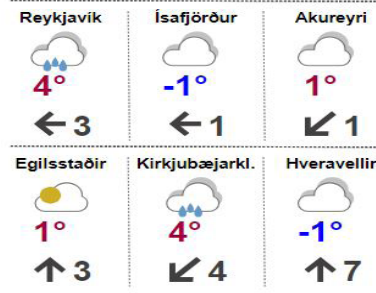 Reykjavík Ísafjörður Akureyri
4° -1° 1°
← 3 ← 1 ↙ 1
Egilsstaðir Kirkjubæjarkl. Hveravellir
1° 4° -1°
↑ 3 ↙ 4 ↑ 7